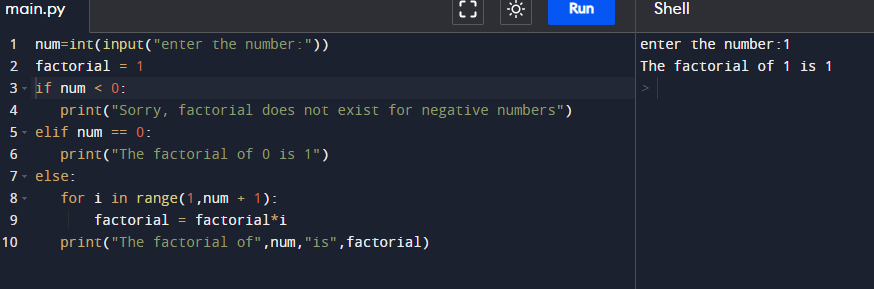 main.py
Run
Shell
1 num=int(input("enter the number:"))
2 factorial = 1
3 if num < 0:
4 print("Sorry, factorial does not exist for negative numbers")
5 elif num == 0:
6 print("The factorial of 0 is 1")
7 else:
8 for i in range(1,num + 1):
9 factorial = factorial*i
10 print("The factorial of",num,"is",factorial)
enter the number:1
The factorial of 1 is 1
>